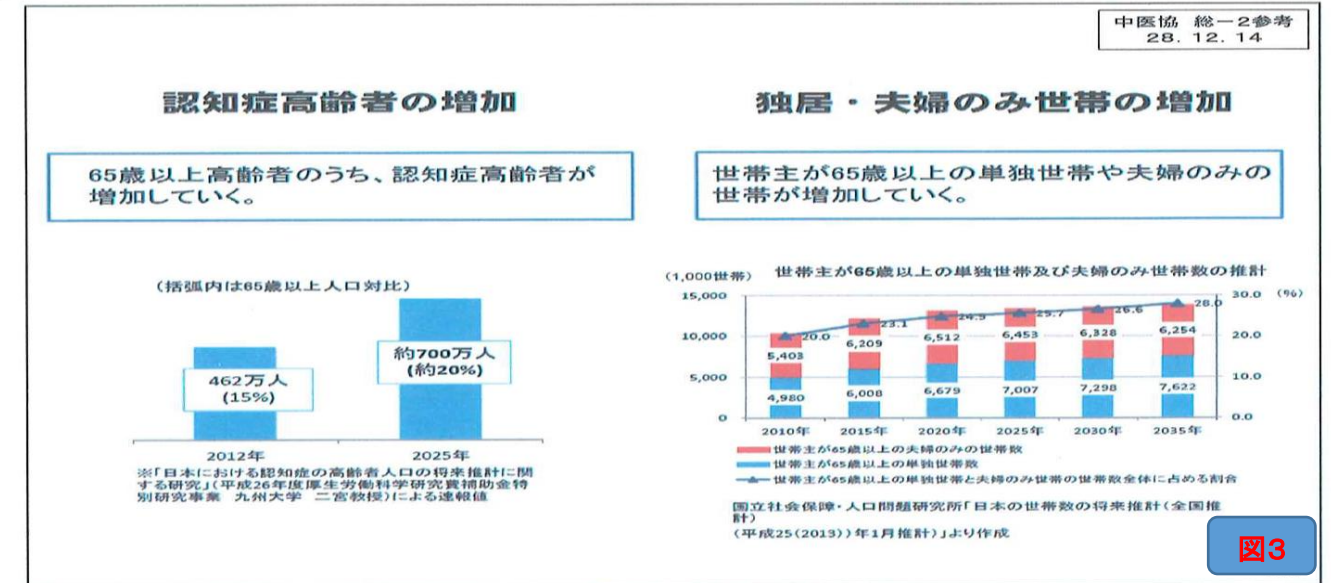 中医協 総－2参考
28. 12. 14
認知症高齢者の増加
65歳以上高齢者のうち、認知症高齢者が
増加していく。
(括弧内は65歳以上人口対比)
462万人
(15%)
約700万人
(約20%)
2012年
2025年
※「日本における認知症の高齢者人口の将来推計に関
する研究」(平成26年度厚生労働科学研究費補助金特
別研究事業 九州大学 二宮教授)による速報値
独居・夫婦のみ世帯の増加
世帯主が65歳以上の単独世帯や夫婦のみの
世帯が増加していく。
(1,000世帯)
世帯主が65歳以上の単独世帯及び夫婦のみ世帯数の推計
(%)
15,000
10,000
5,000
0
30.0
20.0
10.0
0.0
20.0
23.1
24.9
25.7
26.6
28.0
5,403
6,209
6,512
6,453
6,328
6,254
4,980
6,008
6,679
7,007
7,298
7,622
2010年
2015年
2020年
2025年
2030年
2035年
世帯主が65歳以上の夫婦のみの世帯数
世帯主が65歳以上の単独世帯数
世帯主が65歳以上の単独世帯と夫婦のみ世帯の世帯数全体に占める割合
国立社会保障・人口問題研究所「日本の世帯数の将来推計(全国推
計)
(平成25(2013))年1月推計)」より作成
図3